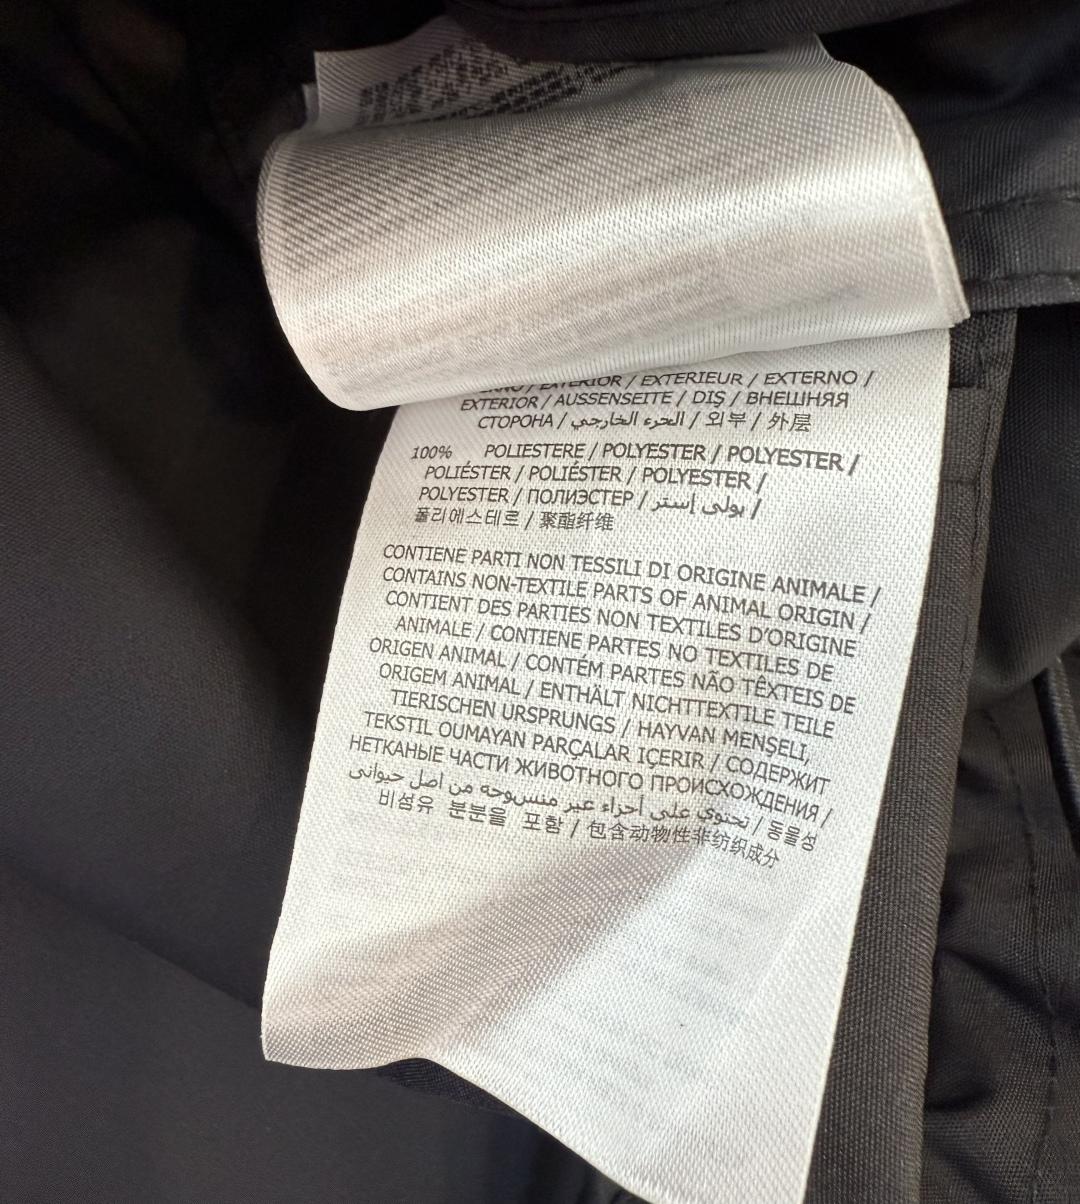 EXTERIOR / EXTERIEUR / EXTERNO /
EXTERIOR / AUSSENSEITE / DIŞ / ВНЕШНЯЯ
СТОРОНА / الجزء الخارجي / 외부 / 外层
100% POLIESTERE / POLYESTER / POLYESTER /
POLIÉSTER / POLIÉSTER / POLYESTER /
POLYESTER / ПОЛИЭСТЕР / بولي إستر /
폴리에스테르 / 聚酯纤维
CONTIENE PARTI NON TESSILI DI ORIGINE ANIMALE /
CONTAINS NON-TEXTILE PARTS OF ANIMAL ORIGIN /
CONTIENT DES PARTIES NON TEXTILES D'ORIGINE
ANIMALE / CONTIENE PARTES NO TEXTILES DE
ORIGEN ANIMAL / CONTÉM PARTES NÃO TÊXTEIS DE
ORIGEM ANIMAL / ENTHÄLT NICHTTEXTILE TEILE
TIERISCHEN URSPRUNGS / HAYVAN MENŞELİ,
TEKSTIL OUMAYAN PARÇALAR IÇERIR / СОДЕРЖИТ
НЕТКАНЫЕ ЧАСТИ ЖИВОТНОГО ПРОИСХОЖДЕНИЯ /
تحتوي على أجزاء غير منسوجة من اصل حيواني / 동물성
비섬유 분분을 포함 / 包含动物性非纺织成分